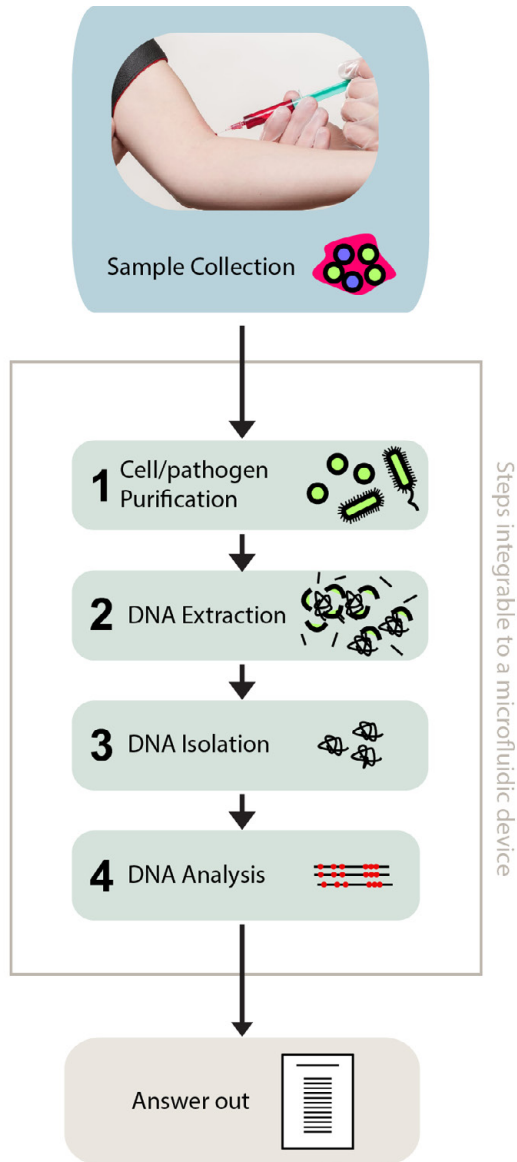 Sample Collection
1 Cell/pathogen
Purification
2 DNA Extraction
3 DNA Isolation
4 DNA Analysis
Steps integrable to a microfluidic device
Answer out